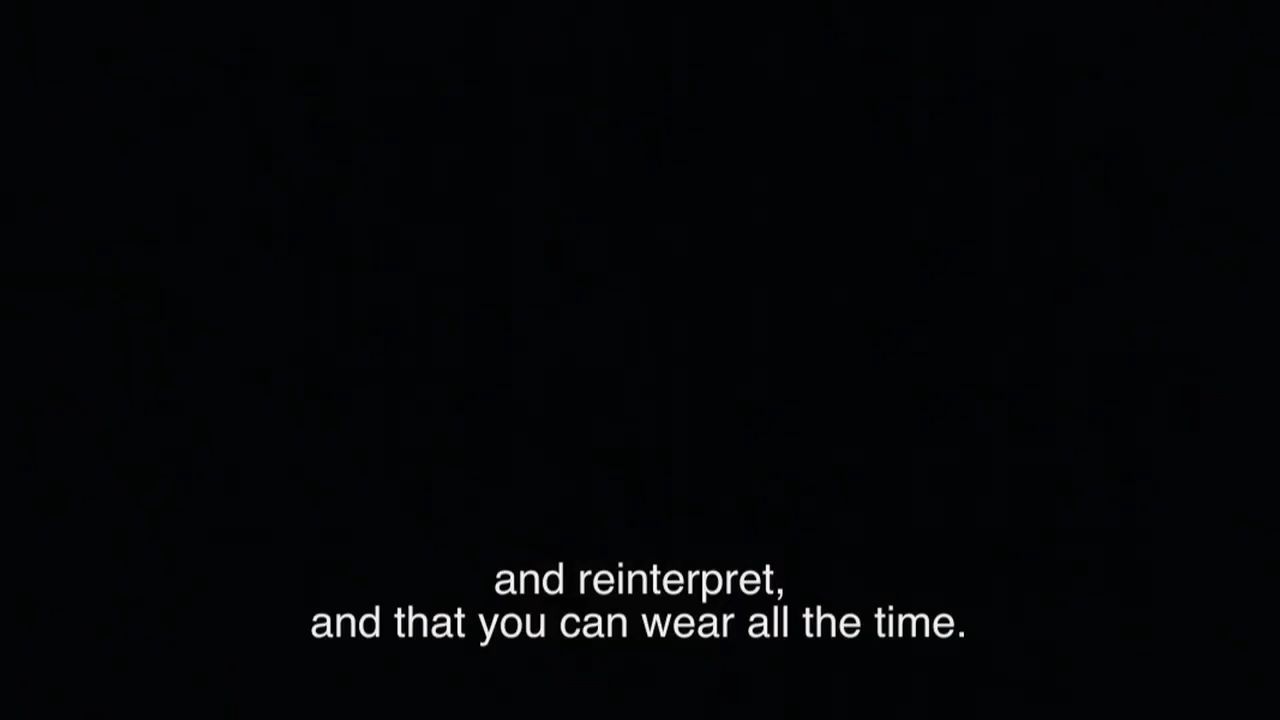 and reinterpret,
and that you can wear all the time.